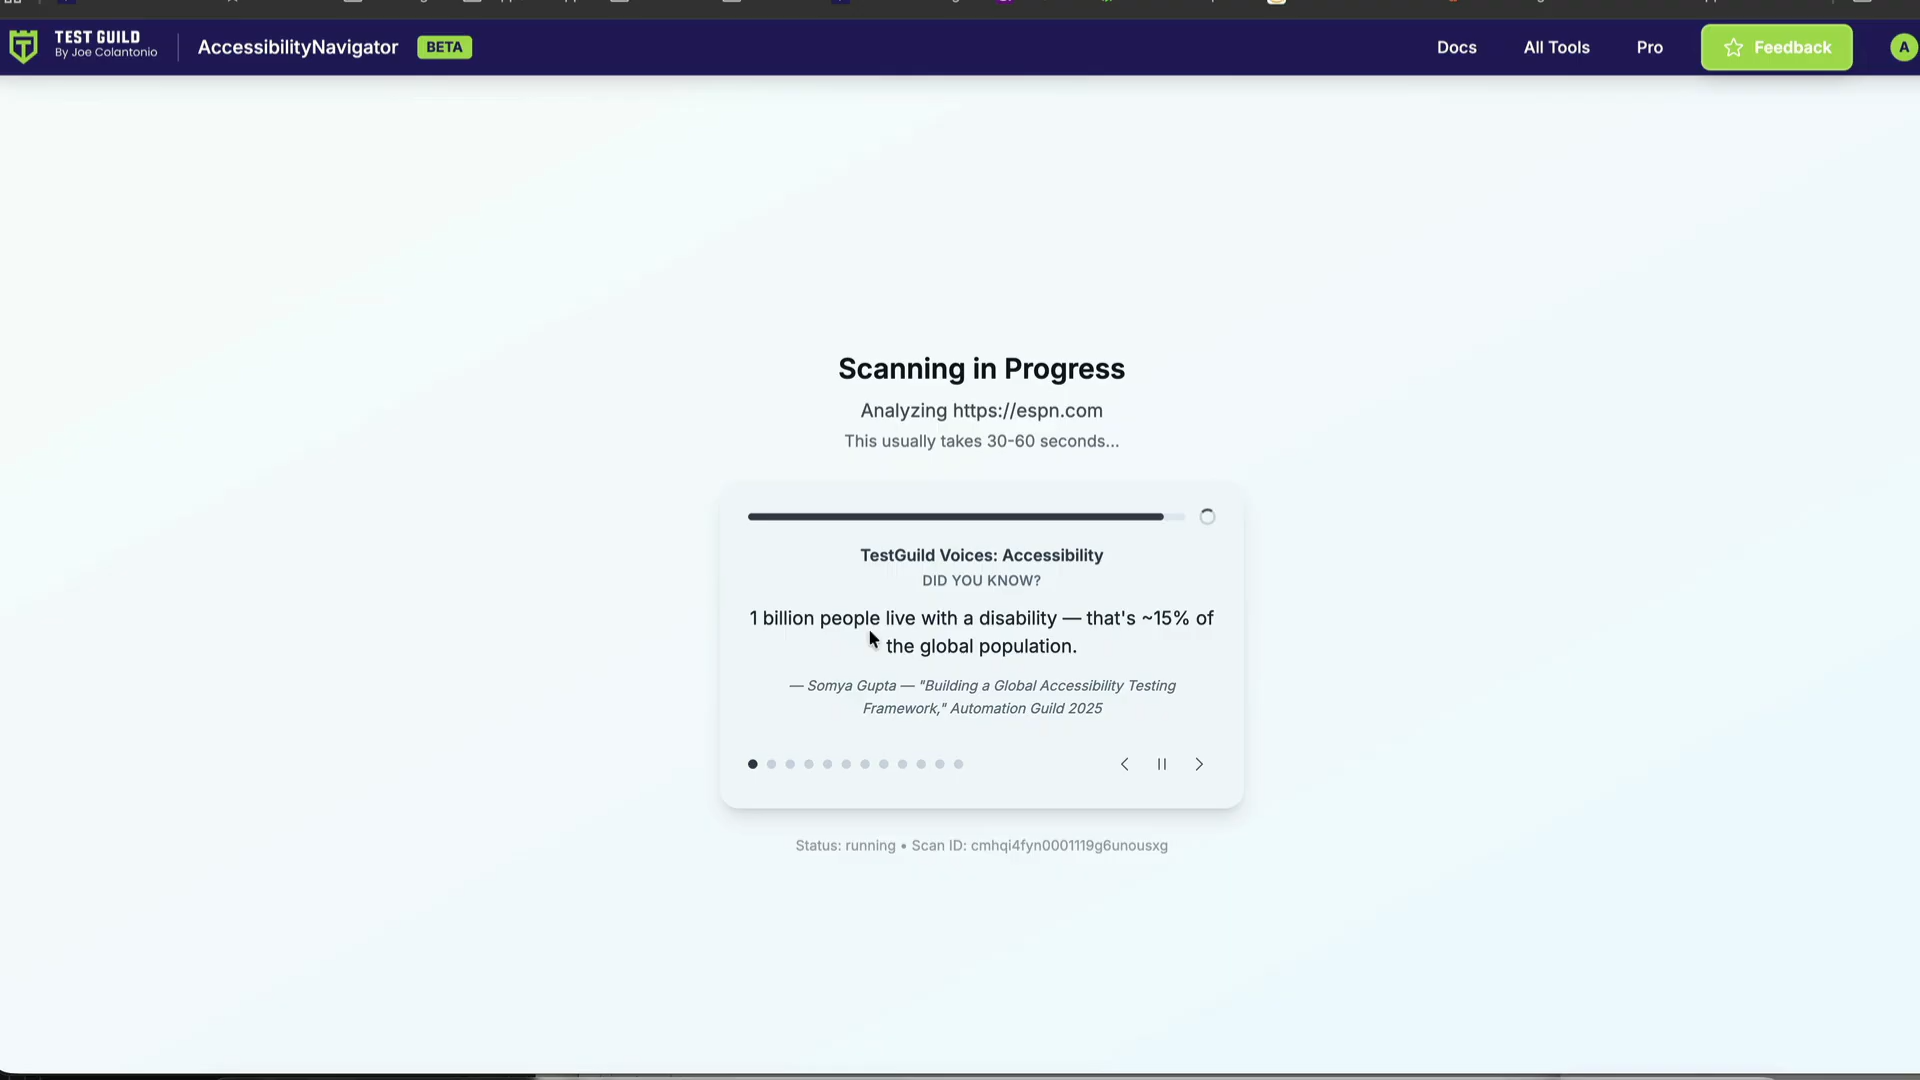 TEST GUILD
By Joe Colantonio
AccessibilityNavigator
BETA
Docs
All Tools
Pro
Feedback
A
Scanning in Progress
Analyzing https://espn.com
This usually takes 30-60 seconds...
TestGuild Voices: Accessibility
DID YOU KNOW?
1 billion people live with a disability — that's ~15% of
the global population.
— Somya Gupta — "Building a Global Accessibility Testing
Framework," Automation Guild 2025
Status: running • Scan ID: cmhqi4fyn0001119g6unousxg